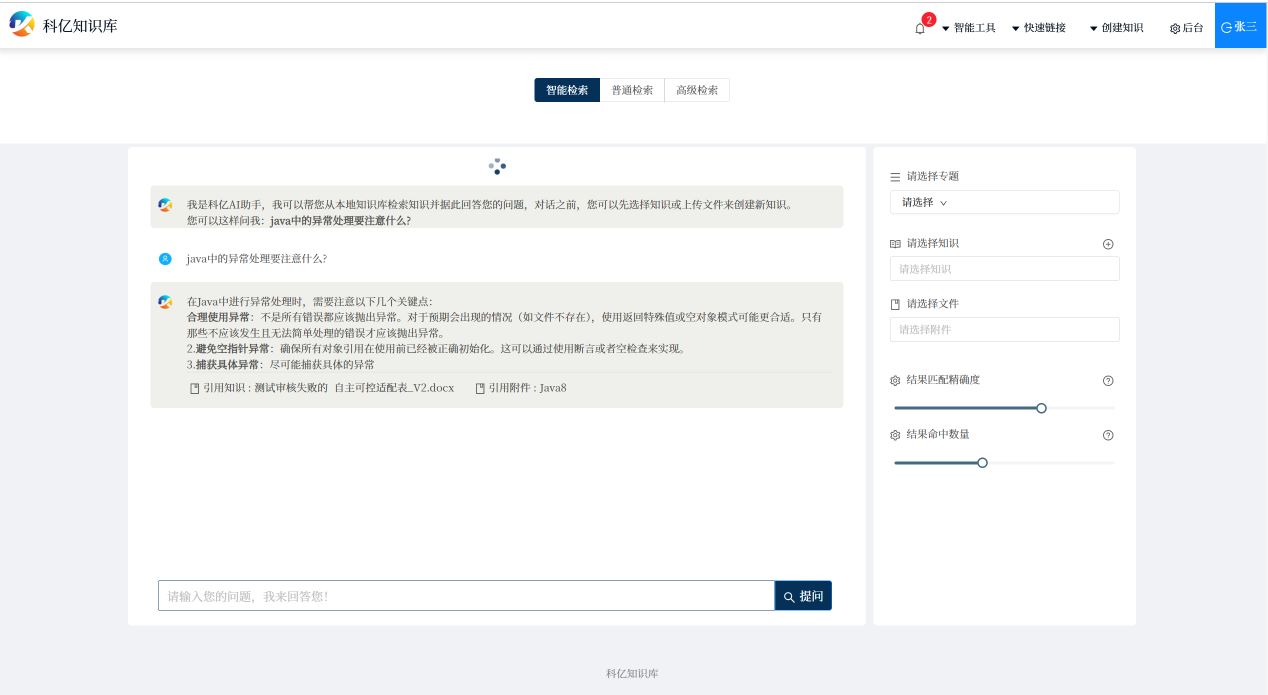 科亿知识库
2
智能工具
快速链接
创建知识
后台
张三
智能检索
普通检索
高级检索
我是科亿AI助手，我可以帮您从本地知识库检索知识并据此回答您的问题，对话之前，您可以先选择知识或上传文件来创建新知识。
您可以这样问我：java中的异常处理要注意什么?
java中的异常处理要注意什么?
在Java中进行异常处理时，需要注意以下几个关键点：
合理使用异常：不是所有错误都应该抛出异常。对于预期会出现的情况（如文件不存在），使用返回特殊值或空对象模式可能更合适。只有
那些不应该发生且无法简单处理的错误才应该抛出异常。
2.避免空指针异常：确保所有对象引用在使用前已经被正确初始化。这可以通过使用断言或者空检查来实现。
3.捕获具体异常：尽可能捕获具体的异常
引用知识 : 测试审核失败的 自主可控适配表_V2.docx
引用附件 : Java8
请输入您的问题，我来回答您!
提问
请选择专题
请选择
请选择知识
请选择知识
请选择文件
请选择附件
结果匹配精确度
结果命中数量
科亿知识库